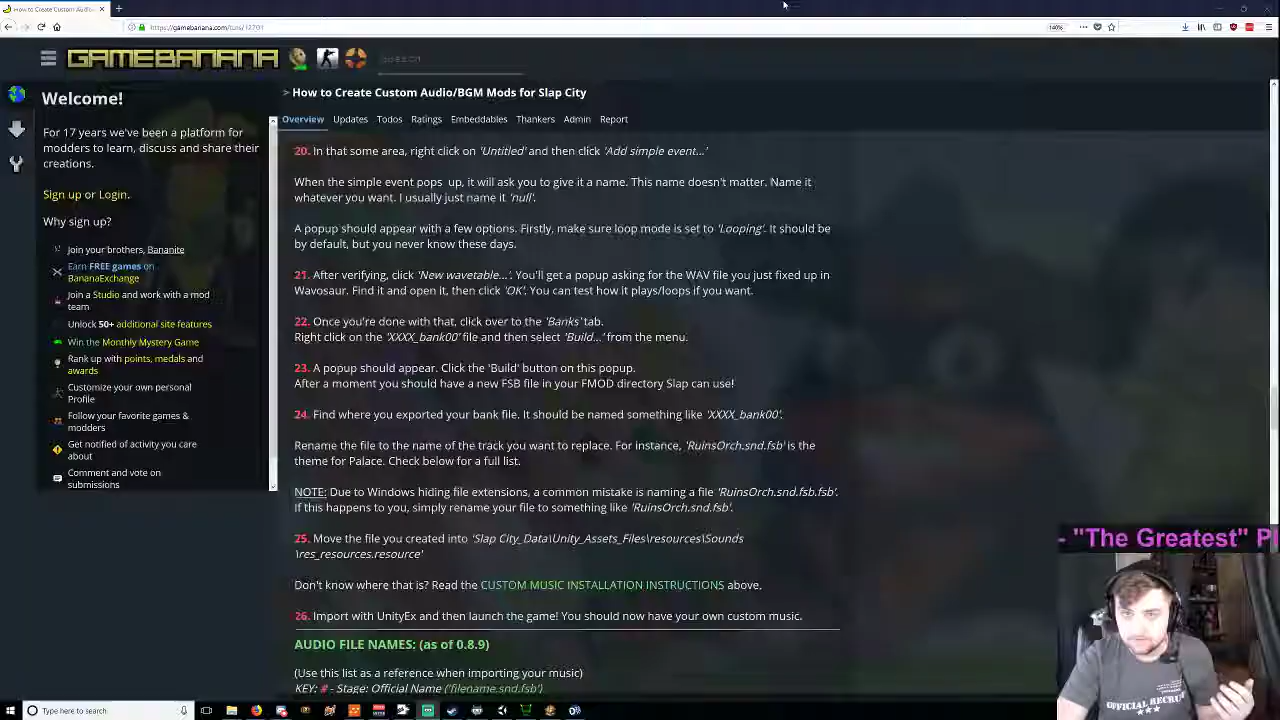 How to Create Custom Audio
https://gamebanana.com/tuts/12701
140%
GAMEBANANA
> How to Create Custom Audio/BGM Mods for Slap City
Welcome!
Overview Updates Todos Ratings Embeddables Thankers Admin Report
For 17 years we've been a platform for
modders to learn, discuss and share their
creations.
Sign up or Login.
Why sign up?
Join your brothers, Bananite
Earn FREE games on
BananaExchange
Join a Studio and work with a mod
team
Unlock 50+ additional site features
Win the Monthly Mystery Game
Rank up with points, medals and
awards
Customize your own personal
Profile
Follow your favorite games &
modders
Get notified of activity you care
about
Comment and vote on
submissions
20. In that some area, right click on 'Untitled' and then click 'Add simple event...'
When the simple event pops up, it will ask you to give it a name. This name doesn't matter. Name it
whatever you want. I usually just name it 'null'.
A popup should appear with a few options. Firstly, make sure loop mode is set to 'Looping'. It should be
by default, but you never know these days.
21. After verifying, click 'New wavetable...'. You'll get a popup asking for the WAV file you just fixed up in
Wavosaur. Find it and open it, then click 'OK'. You can test how it plays/loops if you want.
22. Once you're done with that, click over to the 'Banks' tab.
Right click on the 'XXXX_bank00' file and then select 'Build...' from the menu.
23. A popup should appear. Click the 'Build' button on this popup.
After a moment you should have a new FSB file in your FMOD directory Slap can use!
24. Find where you exported your bank file. It should be named something like 'XXXX_bank00'.
Rename the file to the name of the track you want to replace. For instance, 'RuinsOrch.snd.fsb' is the
theme for Palace. Check below for a full list.
NOTE: Due to Windows hiding file extensions, a common mistake is naming a file 'RuinsOrch.snd.fsb.fsb'.
If this happens to you, simply rename your file to something like 'RuinsOrch.snd.fsb'.
25. Move the file you created into 'Slap City_Data\Unity_Assets_Files\resources\Sounds
\res_resources.resource'
Don't know where that is? Read the CUSTOM MUSIC INSTALLATION INSTRUCTIONS above.
26. Import with UnityEx and then launch the game! You should now have your own custom music.
AUDIO FILE NAMES: (as of 0.8.9)
(Use this list as a reference when importing your music)
KEY: # - Stage: Official Name ('filename.snd.fsb')
- "The Greatest" Pl
OFFICIAL RECRUIT
Type here to search